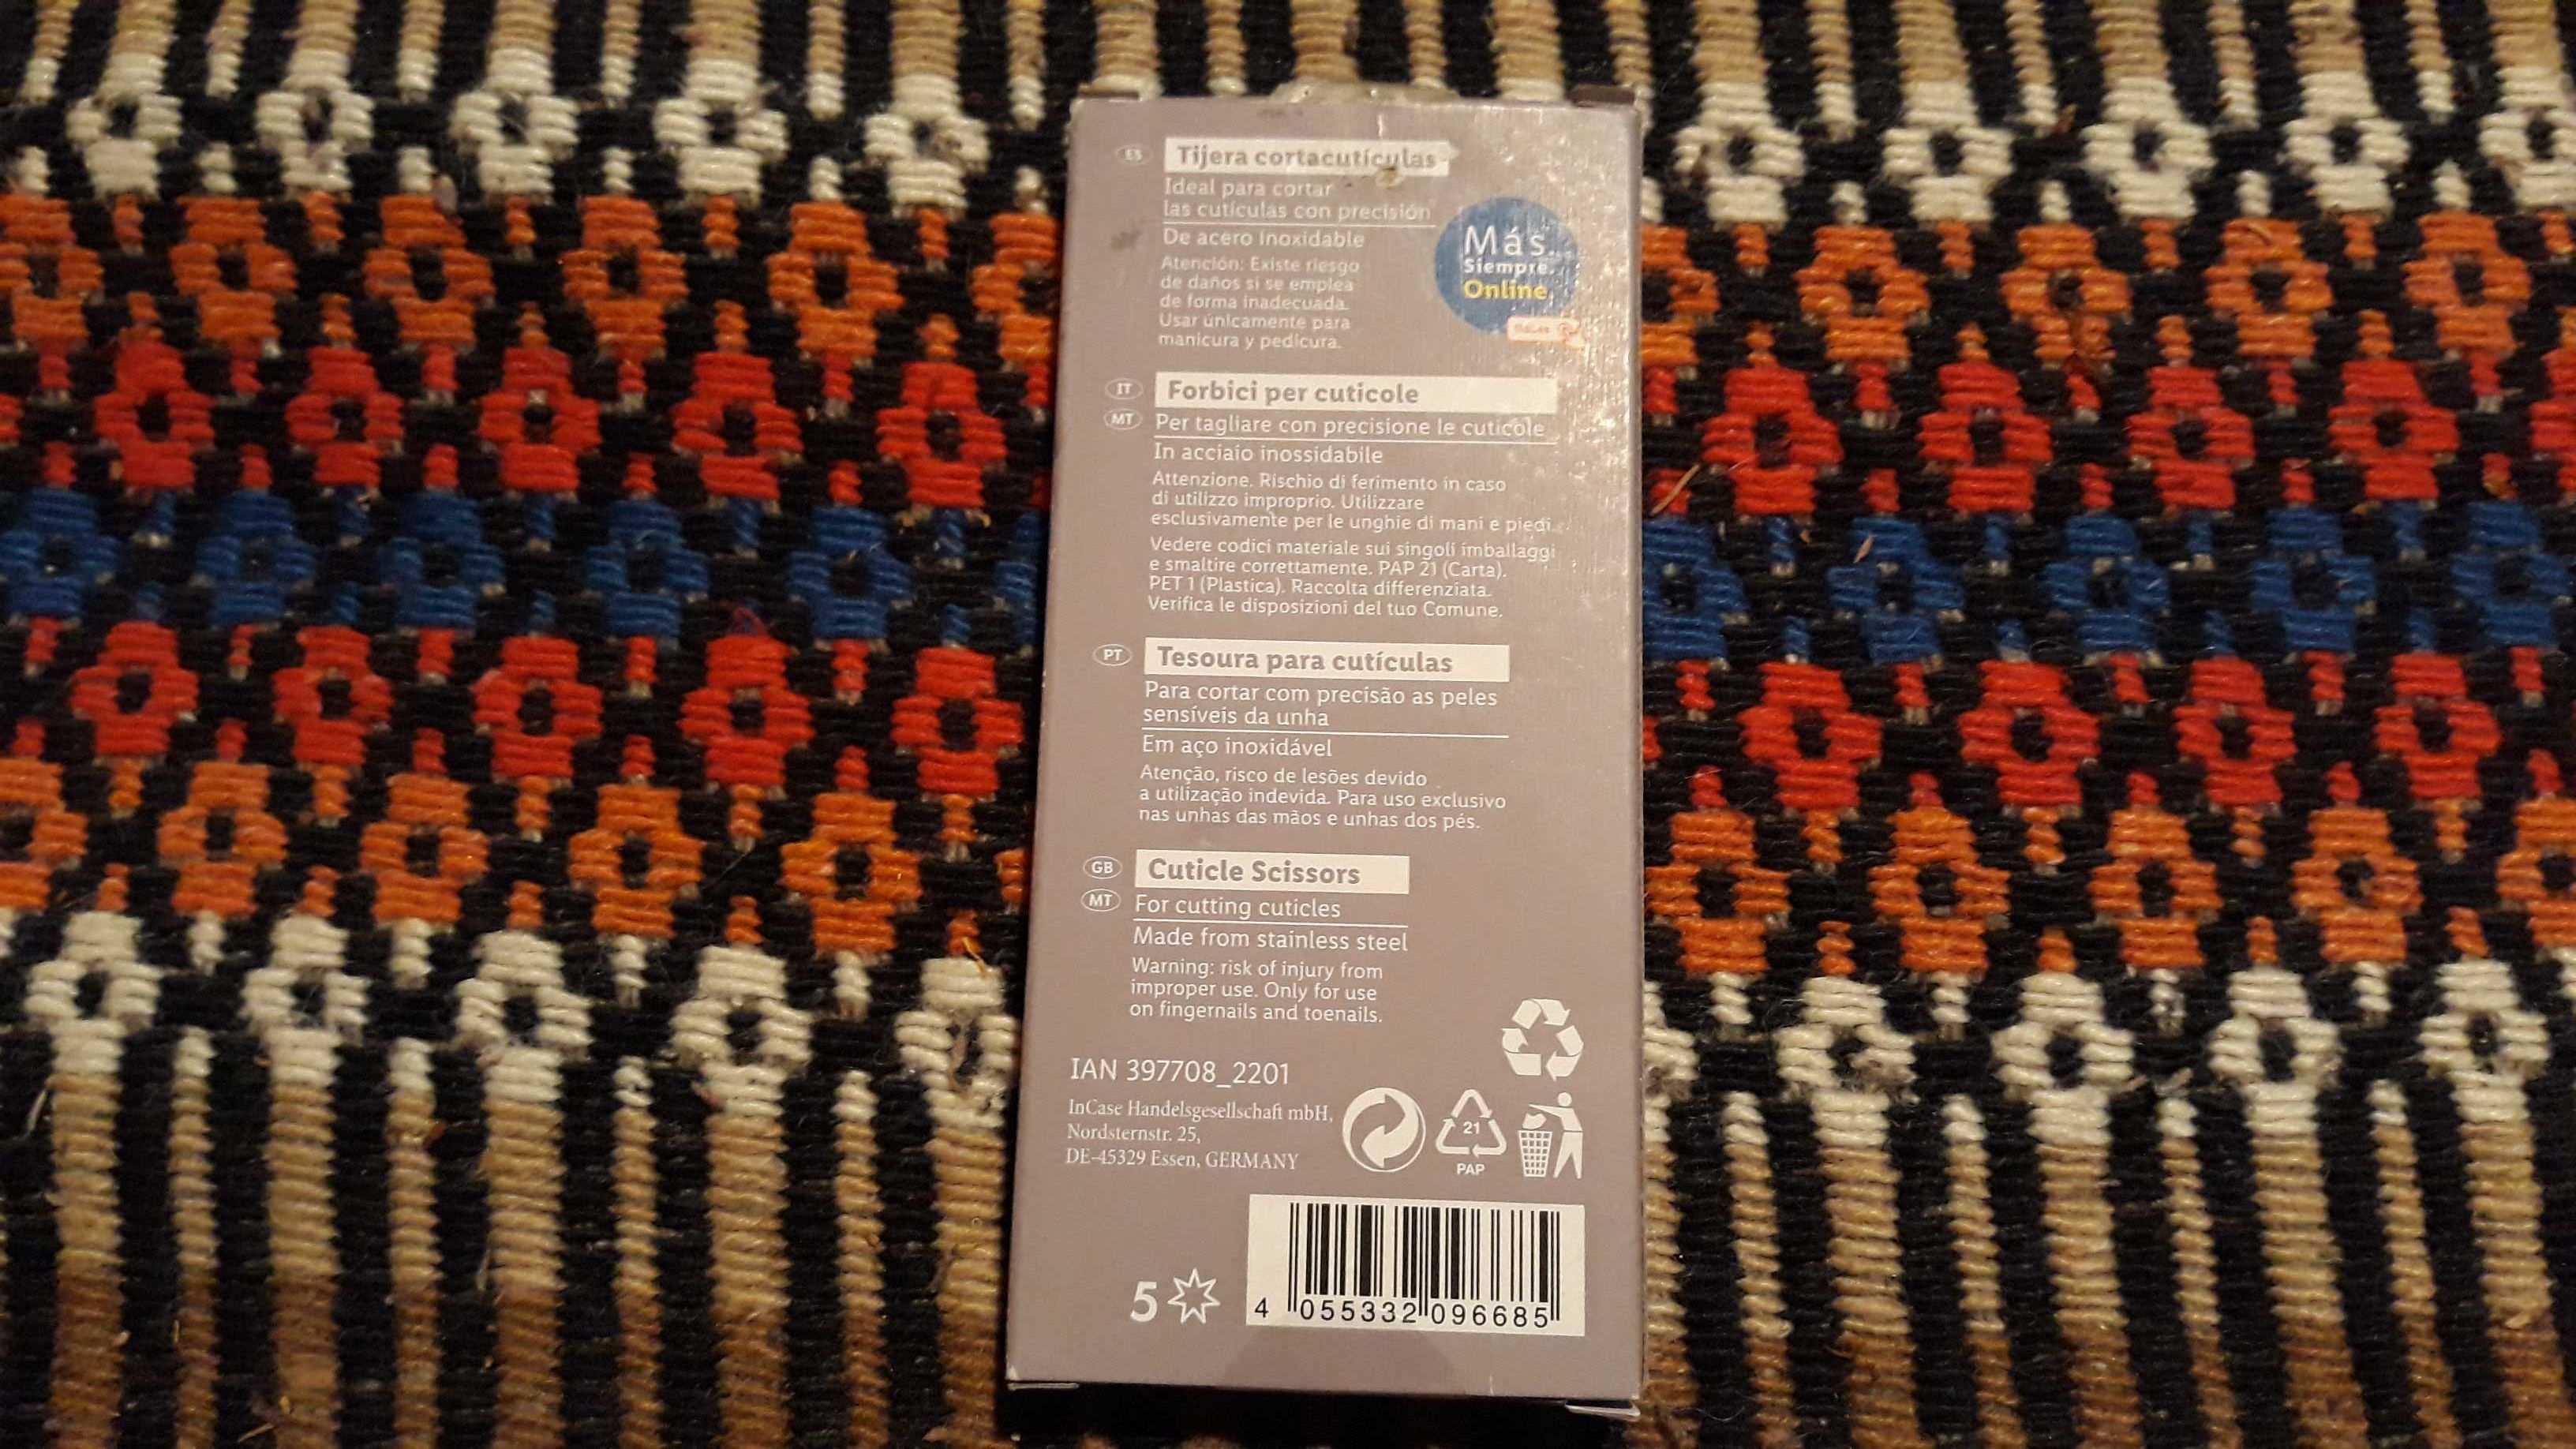 ES Tijera cortacutículas
Ideal para cortar
las cutículas con precisión
De acero inoxidable
Atención: Existe riesgo
de daños si se emplea
de forma inadecuada.
Usar únicamente para
manicura y pedicura.
Más.
Siempre.
Online.
IT Forbici per cuticole
MT Per tagliare con precisione le cuticole
In acciaio inossidabile
Attenzione. Rischio di ferimento in caso
di utilizzo improprio. Utilizzare
esclusivamente per le unghie di mani e piedi.
Vedere codici materiale sui singoli imballaggi
e smaltire correttamente. PAP 21 (Carta).
PET 1 (Plastica). Raccolta differenziata.
Verifica le disposizioni del tuo Comune.
PT Tesoura para cutículas
Para cortar com precisão as peles
sensíveis da unha
Em aço inoxidável
Atenção, risco de lesões devido
a utilização indevida. Para uso exclusivo
nas unhas das mãos e unhas dos pés.
GB Cuticle Scissors
MT For cutting cuticles
Made from stainless steel
Warning: risk of injury from
improper use. Only for use
on fingernails and toenails.
IAN 397708_2201
InCase Handelsgesellschaft mbH,
Nordsternstr. 25,
DE-45329 Essen, GERMANY
21
PAP
5
4 055332 096685